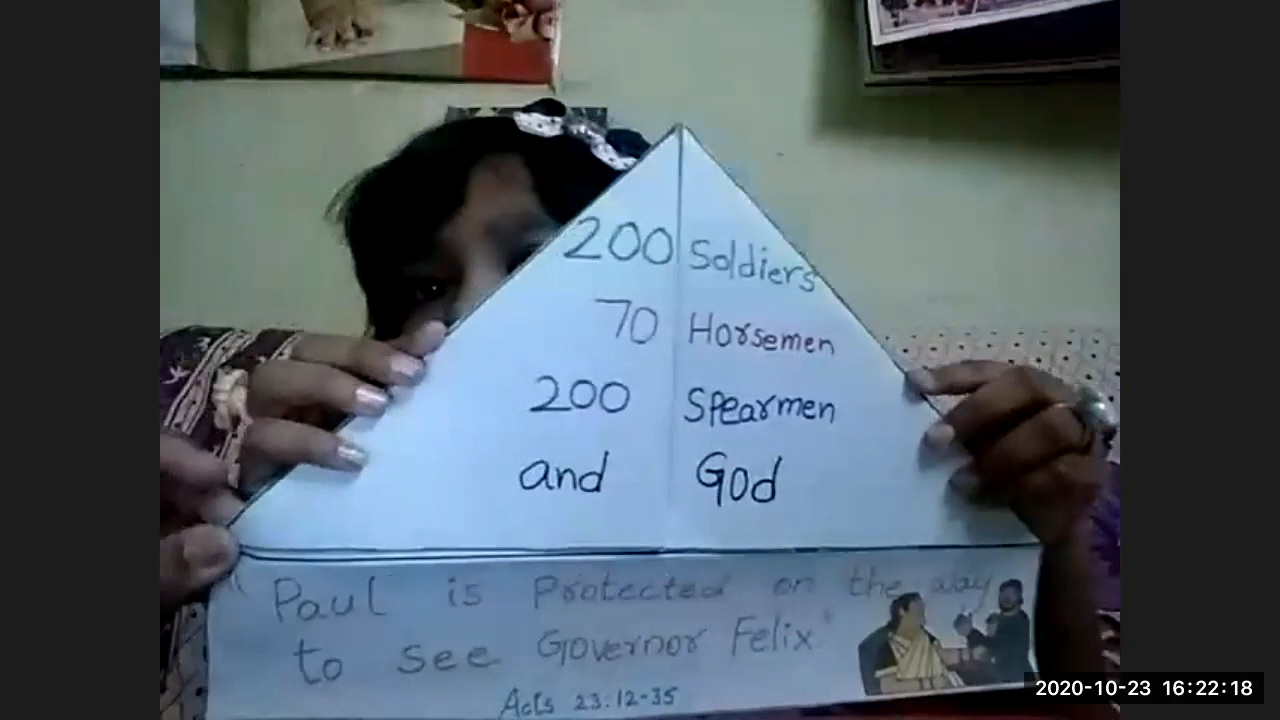 200 Soldiers
70 Horsemen
200 Spearmen
and God
"Paul is Protected on the way
to see Governor Felix"
Acts 23:12-35
2020-10-23 16:22:18